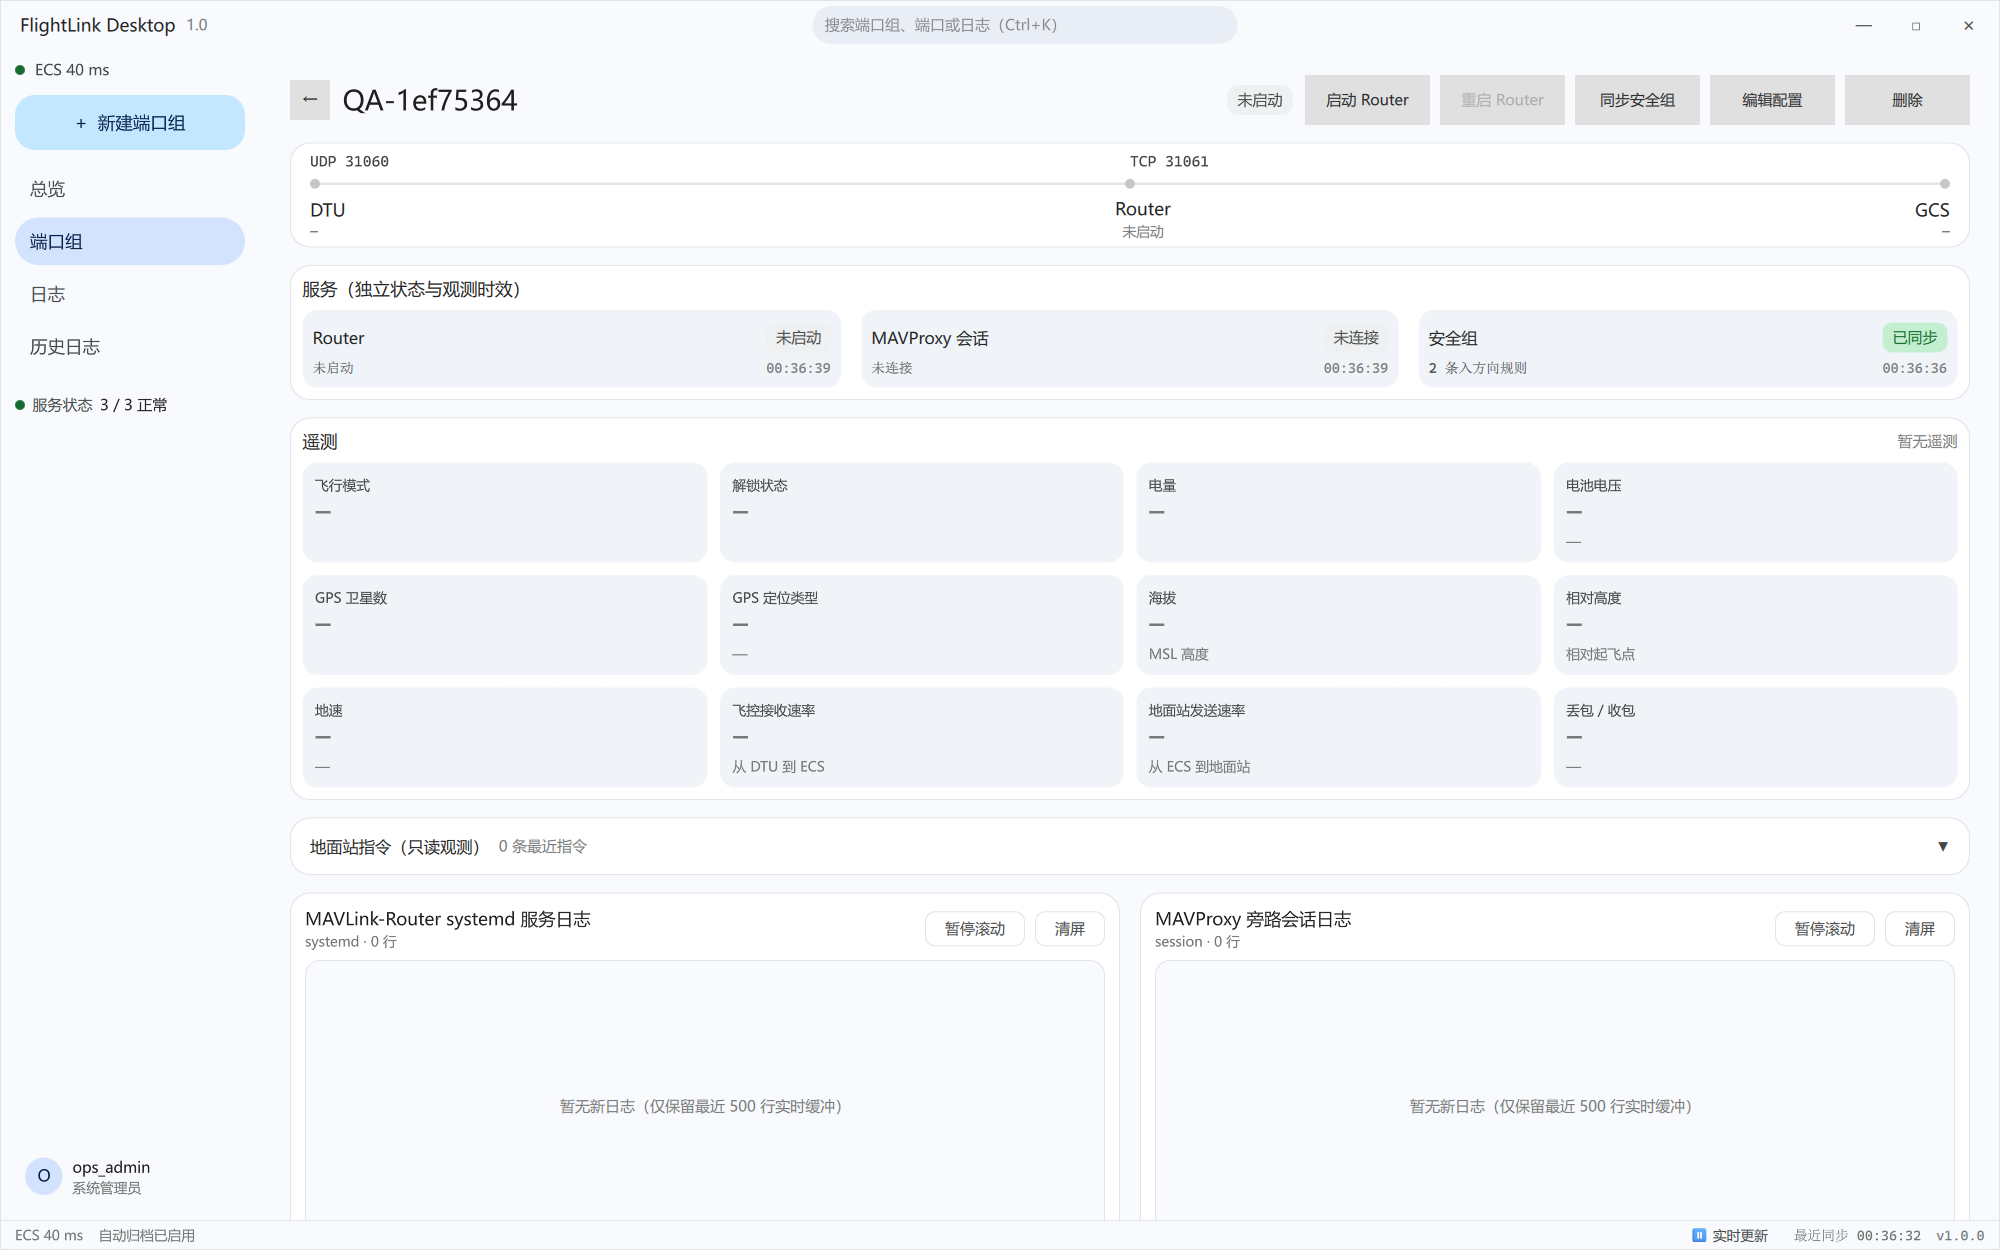 FlightLink Desktop 1.0
搜索端口组、端口或日志（Ctrl+K）
ECS 40 ms
+ 新建端口组
总览
端口组
日志
历史日志
服务状态 3 / 3 正常
ops_admin
O
系统管理员
← QA-1ef75364
未启动
启动 Router
重启 Router
同步安全组
编辑配置
删除
UDP 31060
TCP 31061
DTU
Router
GCS
–
未启动
–
服务（独立状态与观测时效）
Router 未启动
未启动 00:36:39
MAVProxy 会话 未连接
未连接 00:36:39
安全组 已同步
2 条入方向规则 00:36:36
遥测
暂无遥测
飞行模式
—
解锁状态
—
电量
—
电池电压
—
—
GPS 卫星数
—
GPS 定位类型
—
—
海拔
—
MSL 高度
相对高度
—
相对起飞点
地速
—
—
飞控接收速率
—
从 DTU 到 ECS
地面站发送速率
—
从 ECS 到地面站
丢包 / 收包
—
—
地面站指令（只读观测） 0 条最近指令 ▼
MAVLink-Router systemd 服务日志
systemd · 0 行
暂停滚动
清屏
暂无新日志（仅保留最近 500 行实时缓冲）
MAVProxy 旁路会话日志
session · 0 行
暂停滚动
清屏
暂无新日志（仅保留最近 500 行实时缓冲）
ECS 40 ms 自动归档已启用
实时更新 最近同步 00:36:32 v1.0.0